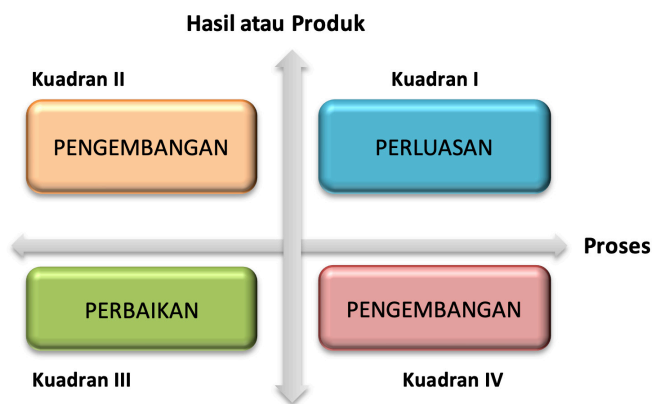 Hasil atau Produk
Kuadran II
Kuadran I
PENGEMBANGAN
PERLUASAN
Proses
PERBAIKAN
PENGEMBANGAN
Kuadran III
Kuadran IV